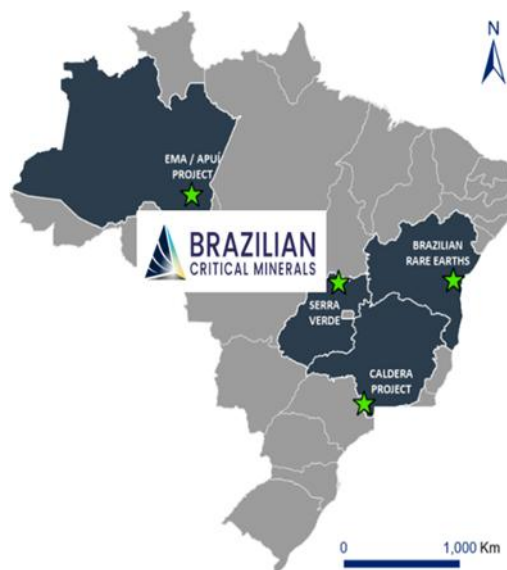 N
EMA / APUÍ
PROJECT
BRAZILIAN
CRITICAL MINERALS
BRAZILIAN
RARE EARTHS
SERRA
VERDE
CALDERA
PROJECT
0
1,000 Km